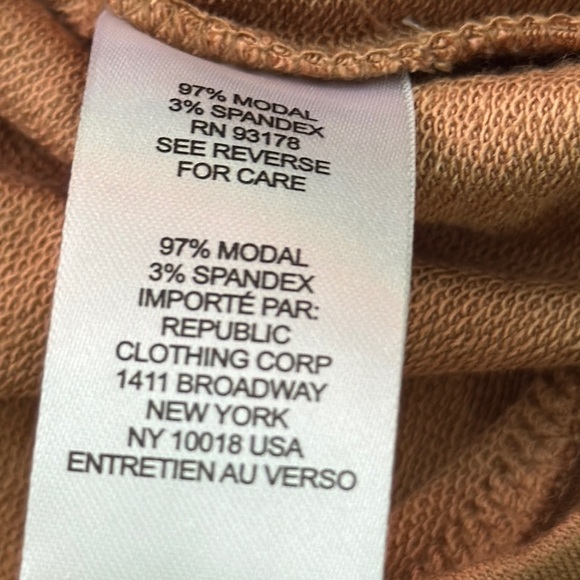 97% MODAL
3% SPANDEX
RN 93178
SEE REVERSE
FOR CARE
97% MODAL
3% SPANDEX
IMPORTÉ PAR:
REPUBLIC
CLOTHING CORP
1411 BROADWAY
NEW YORK
NY 10018 USA
ENTRETIEN AU VERSO